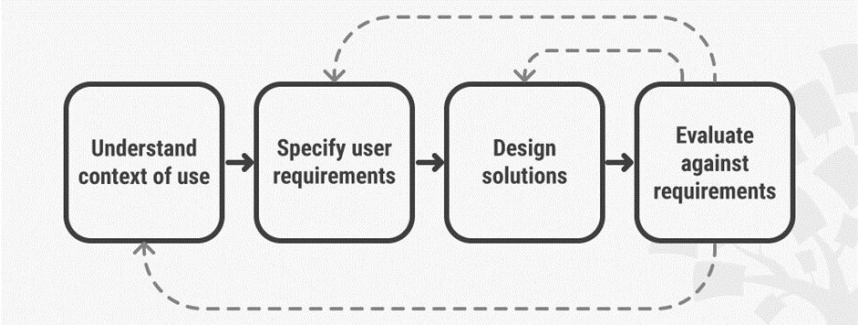 Understand
context of use
Specify user
requirements
Design
solutions
Evaluate
against
requirements